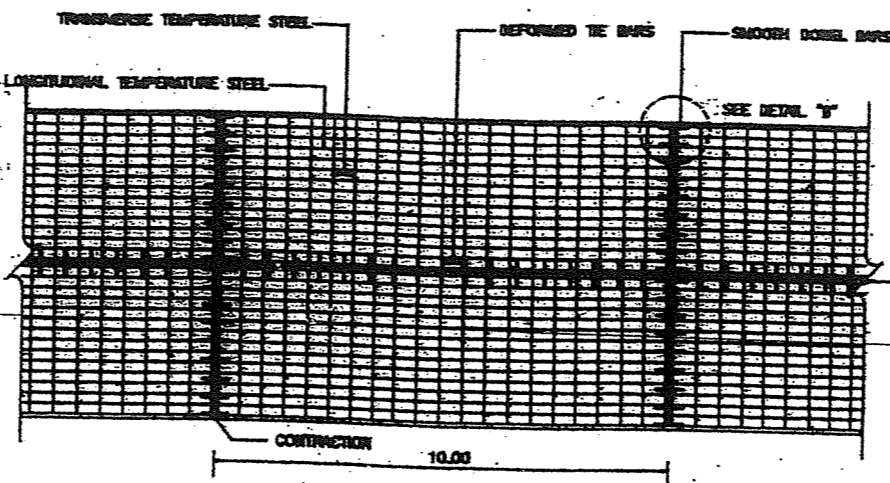 TRANSVERSE TEMPERATURE STEEL
DEFORMED TIE BARS
SMOOTH DOWEL BARS
LONGITUDINAL TEMPERATURE STEEL
SEE DETAIL "B"
CONTRACTION
10.00